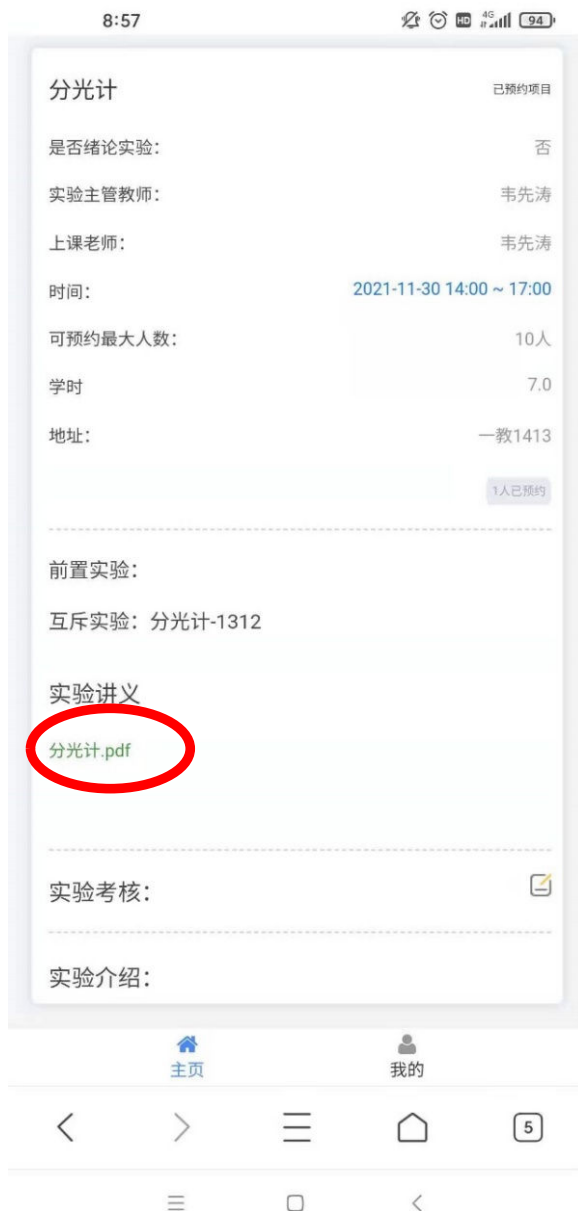 8:57
HD 4G 94
分光计 已预约项目
是否绪论实验： 否
实验主管教师： 韦先涛
上课老师： 韦先涛
时间： 2021-11-30 14:00 ~ 17:00
可预约最大人数： 10人
学时 7.0
地址： 一教1413
1人已预约
前置实验：
互斥实验：分光计-1312
实验讲义
分光计.pdf
实验考核：
实验介绍：
主页 我的
5